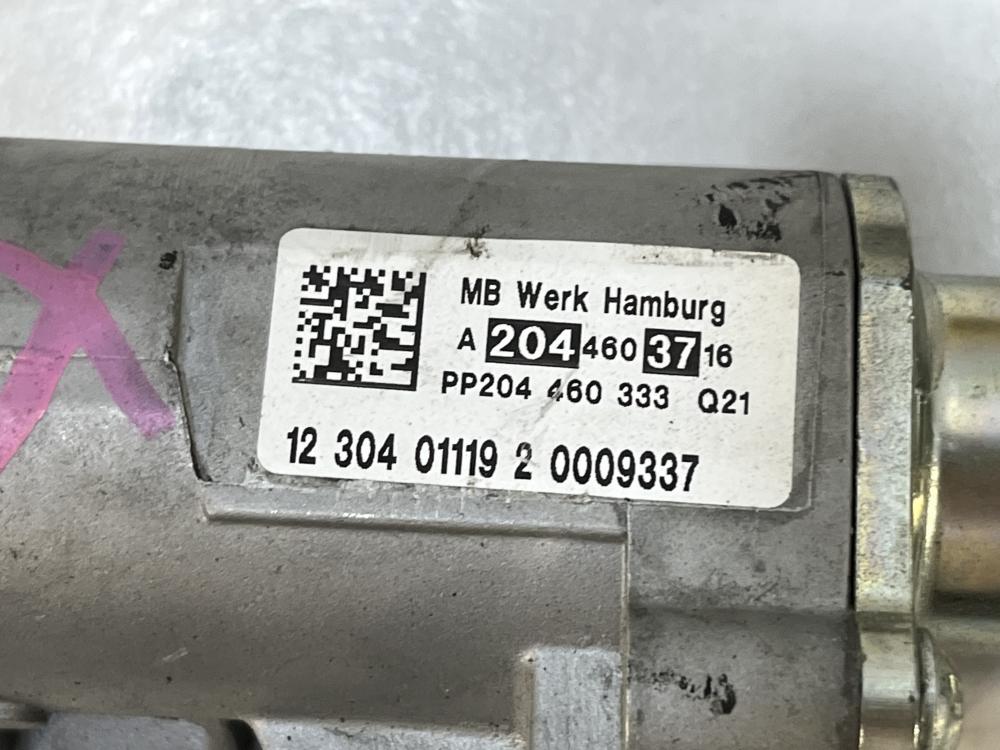 MB Werk Hamburg
A 204 460 37 16
PP204 460 333 Q21
12 304 01119 2 0009337